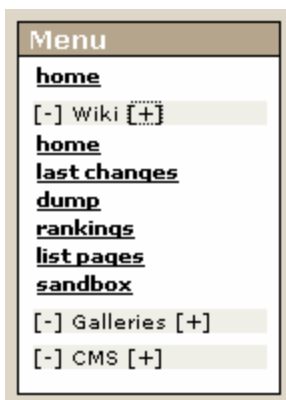 Menu
home
[-] Wiki [+]
home
last changes
dump
rankings
list pages
sandbox
[-] Galleries [+]
[-] CMS [+]